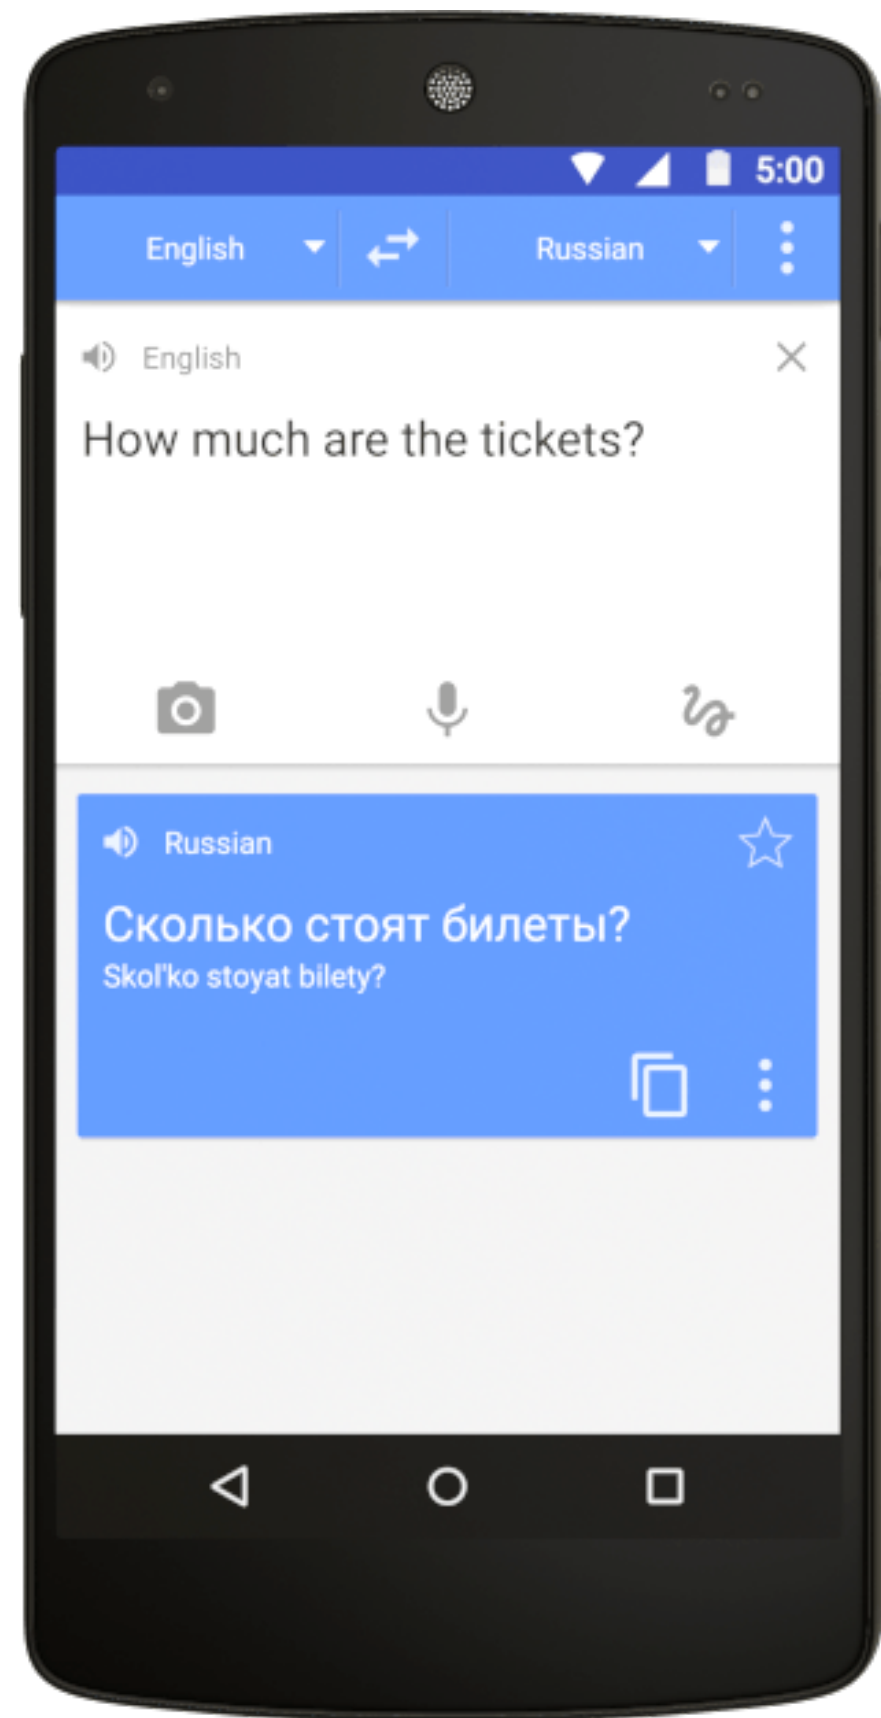 5:00
English Russian
English
How much are the tickets?
Russian
Сколько стоят билеты?
Skol'ko stoyat bilety?